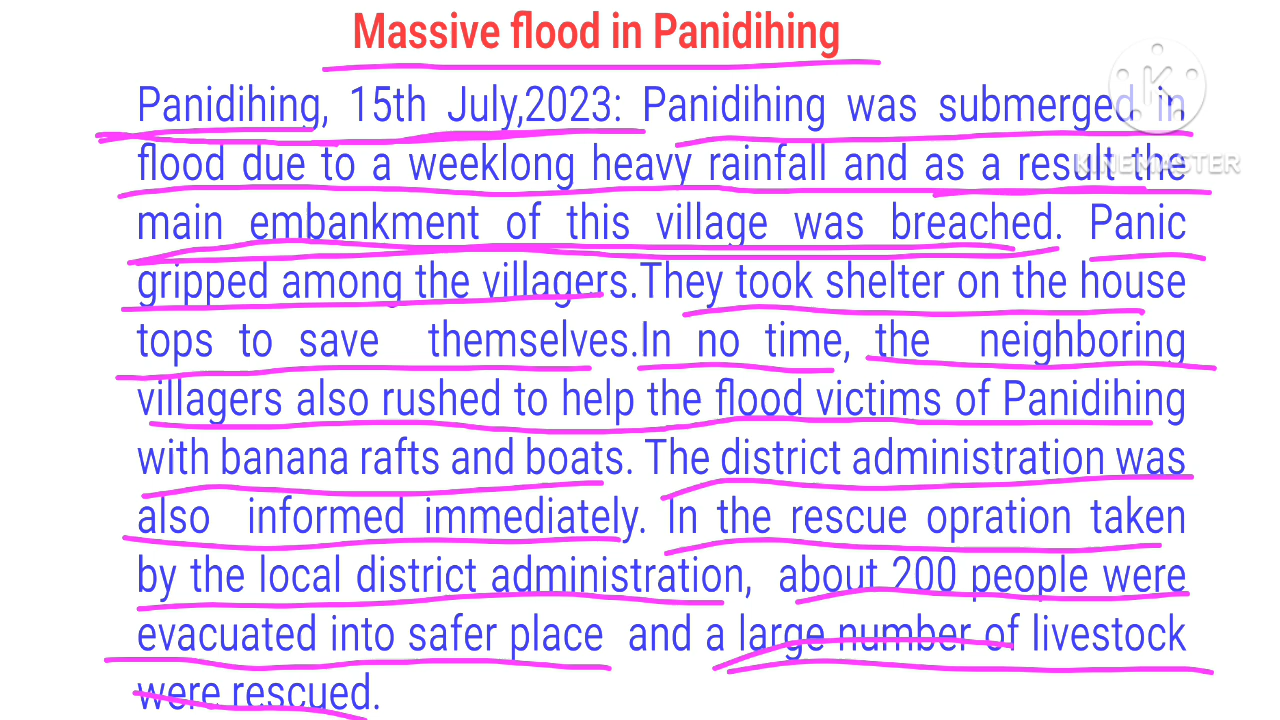 Massive flood in Panidihing
Panidihing, 15th July,2023: Panidihing was submerged in
flood due to a weeklong heavy rainfall and as a result the
KINEMASTER
main embankment of this village was breached. Panic
gripped among the villagers.They took shelter on the house
tops to save themselves.In no time, the neighboring
villagers also rushed to help the flood victims of Panidihing
with banana rafts and boats. The district administration was
also informed immediately. In the rescue opration taken
by the local district administration, about 200 people were
evacuated into safer place and a large number of livestock
were rescued.